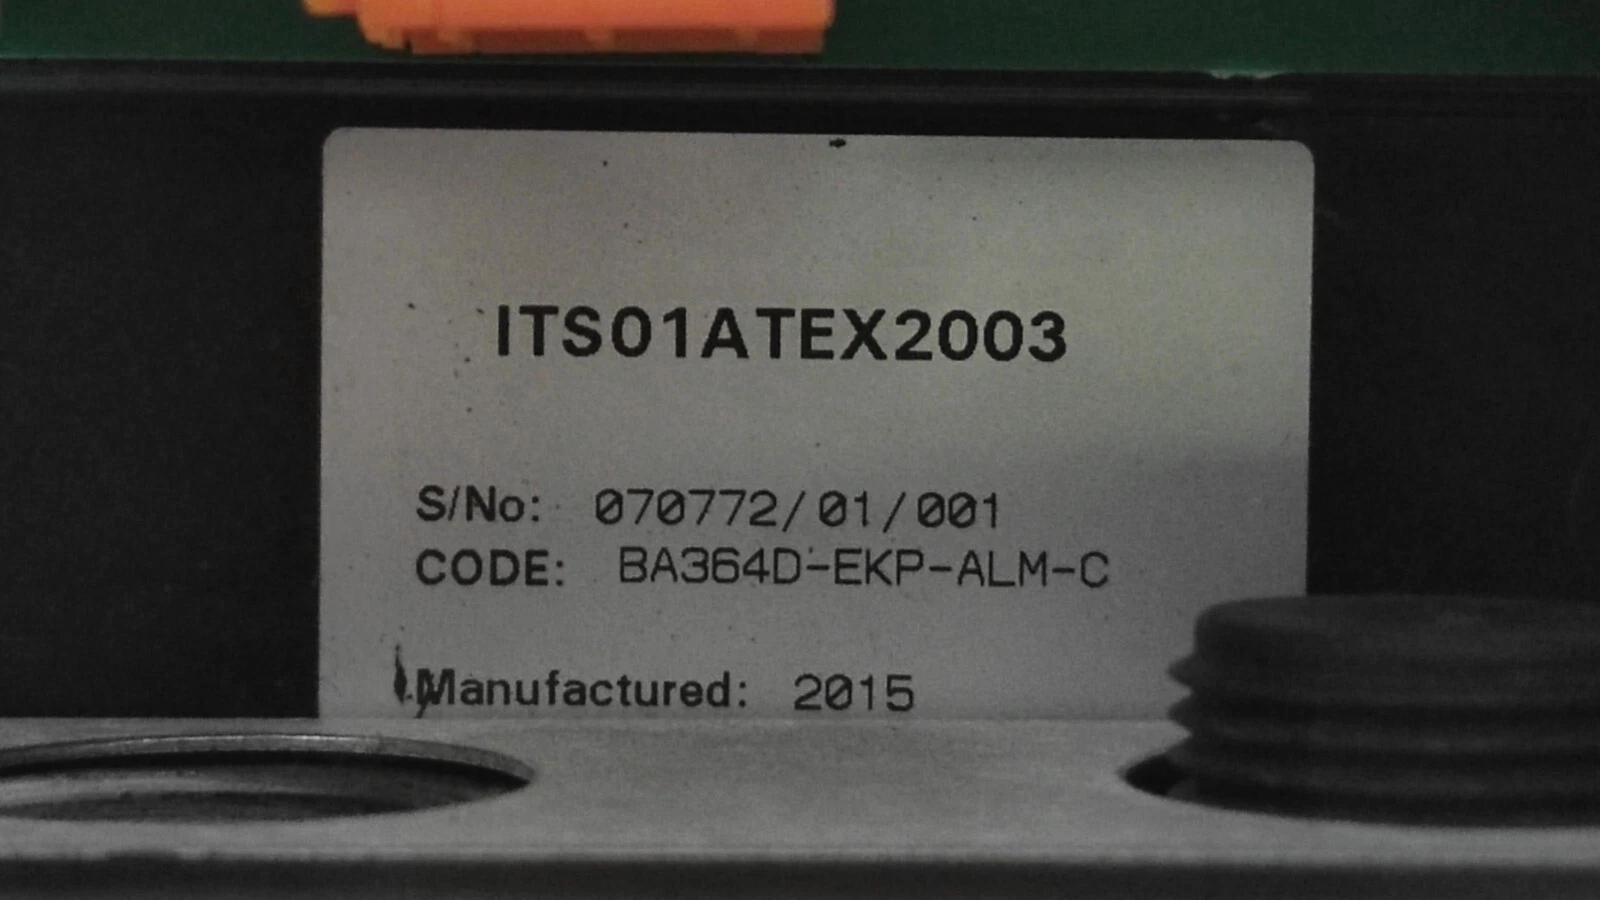 ITS01ATEX2003
S/No: 070772/01/001
CODE: BA364D-EKP-ALM-C
Manufactured: 2015